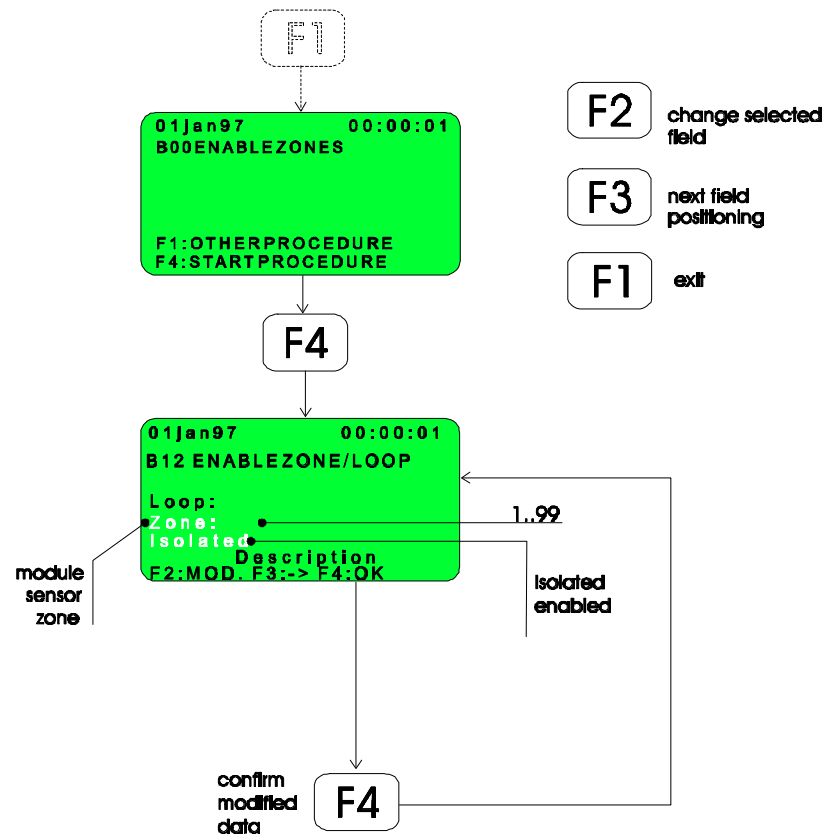 F1
01Jan97 00:00:01
B00ENABLEZONES
F1:OTHERPROCEDURE
F4:STARTPROCEDURE
F2
change selected
field
F3
next field
positioning
F1
exit
F4
01Jan97 00:00:01
B12 ENABLEZONE/LOOP
Loop:
Zone:
Isolated
Description
F2:MOD. F3:-> F4:OK
1..99
module
sensor
zone
Isolated
enabled
confirm
modified
data
F4